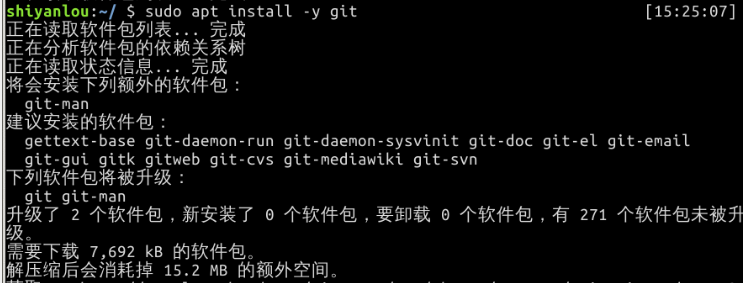 shiyanlou:~/ $ sudo apt install -y git [15:25:07]
正在读取软件包列表... 完成
正在分析软件包的依赖关系树
正在读取状态信息... 完成
将会安装下列额外的软件包：
git-man
建议安装的软件包：
gettext-base git-daemon-run git-daemon-sysvinit git-doc git-el git-email
git-gui gitk gitweb git-cvs git-mediawiki git-svn
下列软件包将被升级：
git git-man
升级了 2 个软件包，新安装了 0 个软件包，要卸载 0 个软件包，有 271 个软件包未被升
级。
需要下载 7,692 kB 的软件包。
解压缩后会消耗掉 15.2 MB 的额外空间。